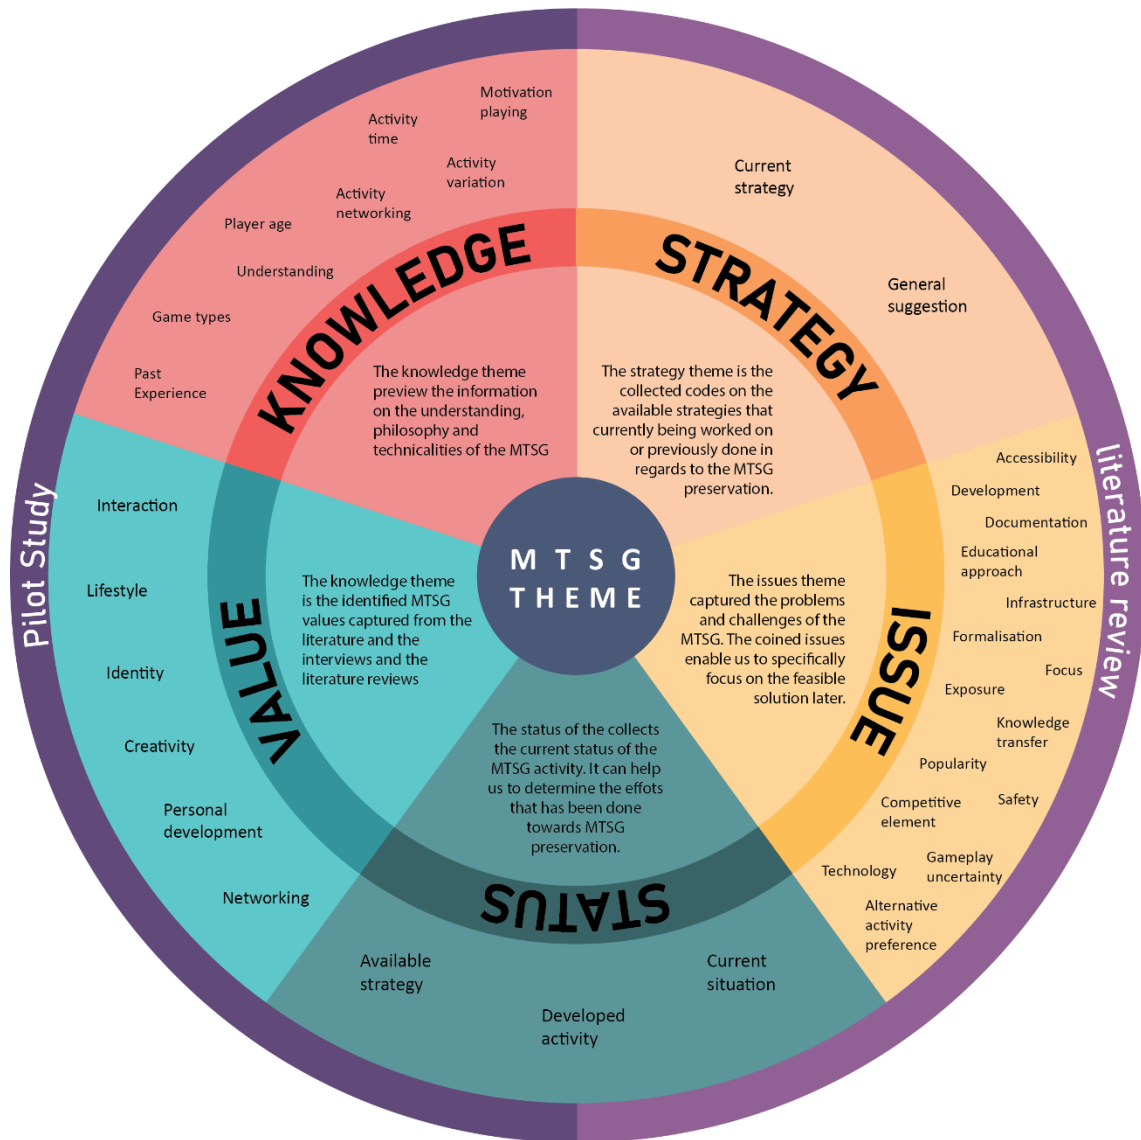 Pilot Study
literature review
MTSG
THEME
KNOWLEDGE
Motivation
playing
Activity
time
Activity
variation
Activity
networking
Player age
Understanding
Game types
Past
Experience
The knowledge theme
preview the information
on the understanding,
philosophy and
technicalities of the MTSG
STRATEGY
Current
strategy
General
suggestion
The strategy theme is the
collected codes on the
available strategies that
currently being worked on
or previously done in
regards to the MTSG
preservation.
ISSUE
Accessibility
Development
Documentation
Educational
approach
Infrastructure
Formalisation
Focus
Exposure
Knowledge
transfer
Popularity
Safety
Competitive
element
Gameplay
uncertainty
Technology
Alternative
activity
preference
The issues theme
captured the problems
and challenges of the
MTSG. The coined issues
enable us to specifically
focus on the feasible
solution later.
STATUS
The status of the collects
the current status of the
MTSG activity. It can help
us to determine the effots
that has been done
towards MTSG
preservation.
Available
strategy
Developed
activity
Current
situation
VALUE
Interaction
Lifestyle
Identity
Creativity
Personal
development
Networking
The knowledge theme
is the identified MTSG
values captured from the
literature and the
interviews and the
literature reviews